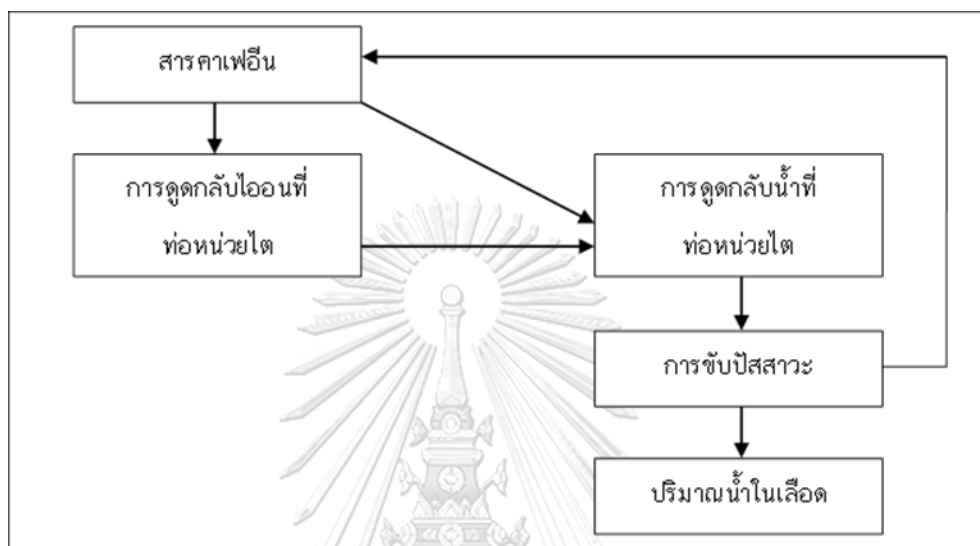 สารคาเฟอีน
การดูดกลับไอออนที่
ท่อหน่วยไต
การดูดกลับน้ำที่
ท่อหน่วยไต
การขับปัสสาวะ
ปริมาณน้ำในเลือด